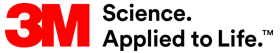 3M Science.
Applied to Life.™